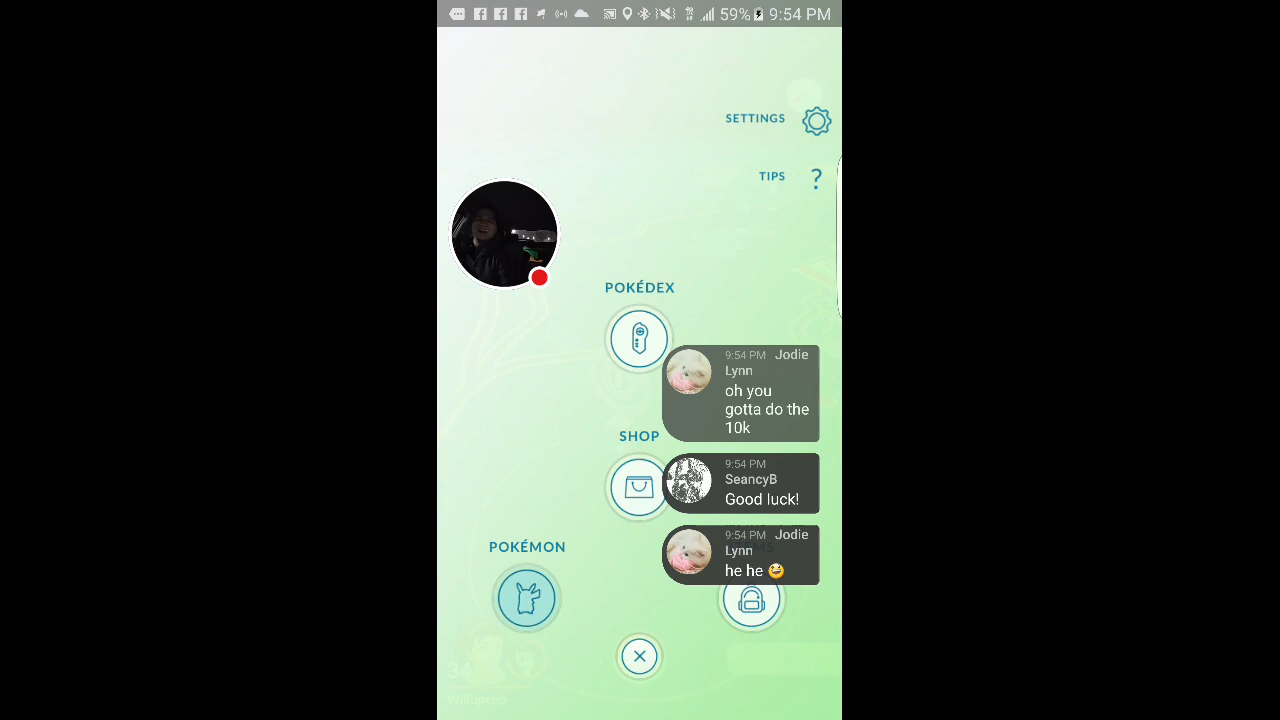 59% 9:54 PM
SETTINGS
TIPS ?
POKÉDEX
9:54 PM Jodie
Lynn
oh you
gotta do the
10k
SHOP
9:54 PM
SeancyB
Good luck!
POKÉMON
9:54 PM Jodie
Lynn
he he
34